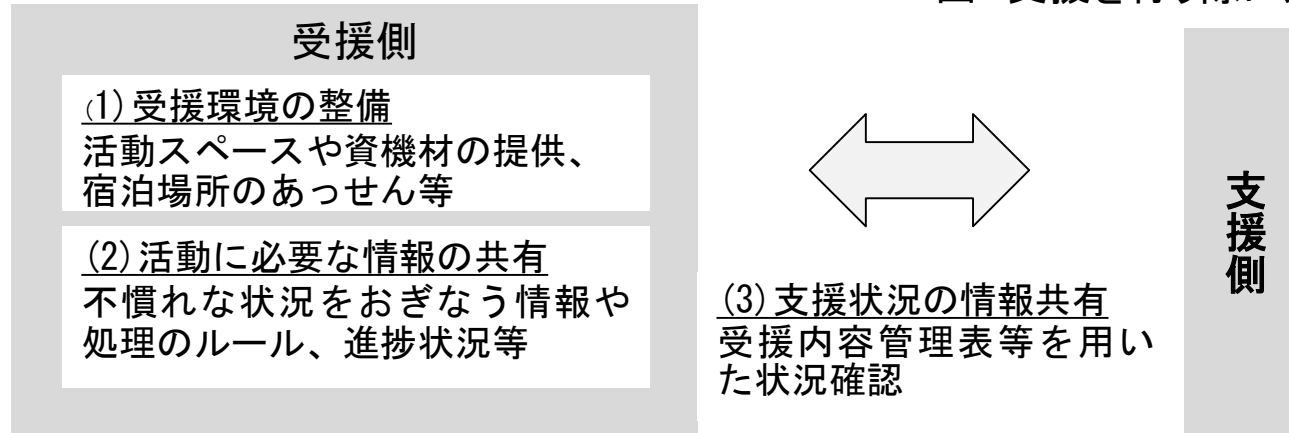 受援側
(1)受援環境の整備
活動スペースや資機材の提供、
宿泊場所のあっせん等
(2)活動に必要な情報の共有
不慣れな状況をおぎなう情報や
処理のルール、進捗状況等
(3)支援状況の情報共有
受援内容管理表等を用い
た状況確認
支援側